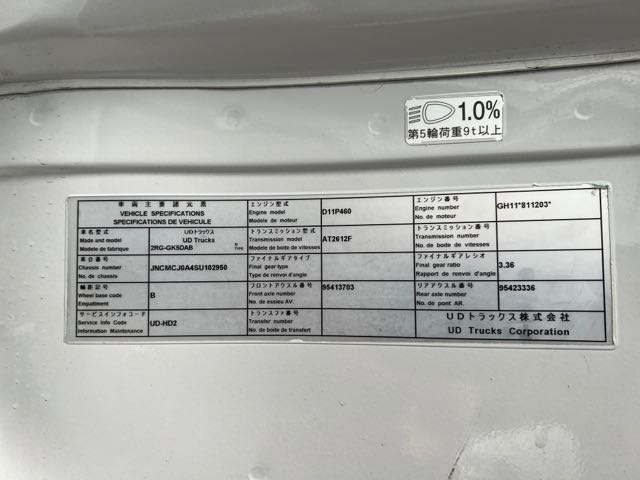 1.0%
第5輪荷重9t以上
車両主要諸元表
VEHICLE SPECIFICATIONS
SPECIFICATIONS DE VEHICULE
車名型式
Made and model
Modele de fabrique
UDトラックス
UD Trucks
2RG-GK5DAB
TYPE
車台番号
Chassis number
No. de chassis
JNCMCJ0A4SU102950
軸距記号
Wheel base code
Empattment
B
サービスインフォコード
Service Info Code
Information Maintenance
UD-HD2
エンジン型式
Engine model
Modele de moteur
D11P460
トランスミッション型式
Transmission model
Modele de boite de vitesses
AT2612F
ファイナルギアタイプ
Final gear type
Type de renvoi d'angle
フロントアクスル番号
Front axle number
No. de essieu AV.
95413703
トランスファ番号
Transfer number
No. de boite de transfert
エンジン番号
Engine number
No. de moteur
GH11*811203*
トランスミッション番号
Transmission number
No. de boite de vitesses
ファイナルギアレシオ
Final gear ratio
Rapport de renvoi d'angle
3.36
リアアクスル番号
Rear axle number
No. de pont AR.
95423336
UDトラックス株式会社
UD Trucks Corporation